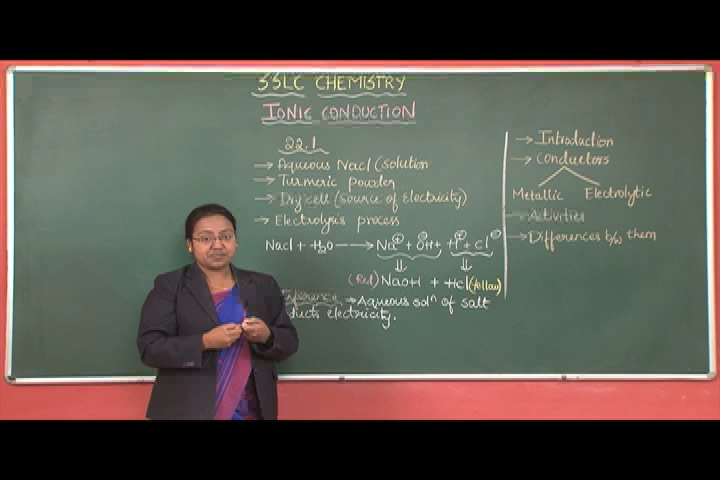 SSLC CHEMISTRY
IONIC CONDUCTION
22.1
→ Aqueous Nacl (solution
→ Turmeric powder
→ Dry cell (source of Electricity)
→ Electrolysis process
Nacl + H2O → Na⊕ + OH⊖ + H⊕ + Cl⊖
⇓ ⇓
(Red) NaOH + Hcl (Yellow)
Inference → Aqueous solⁿ of salt
ducts electricity.
→ Introduction
→ Conductors
Metallic Electrolytic
→ Activities
→ Differences b/w them